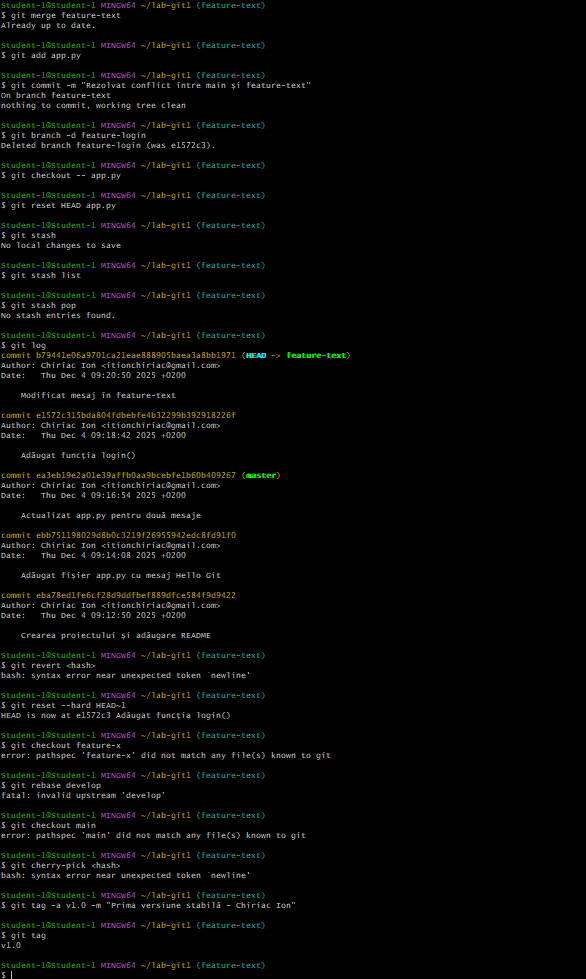 Student-1@Student-1 MINGW64 ~/lab-git1 (feature-text)
$ git merge feature-text
Already up to date.
Student-1@Student-1 MINGW64 ~/lab-git1 (feature-text)
$ git add app.py
Student-1@Student-1 MINGW64 ~/lab-git1 (feature-text)
$ git commit -m "Rezolvat conflict între main și feature-text"
On branch feature-text
nothing to commit, working tree clean
Student-1@Student-1 MINGW64 ~/lab-git1 (feature-text)
$ git branch -d feature-login
Deleted branch feature-login (was e1572c3).
Student-1@Student-1 MINGW64 ~/lab-git1 (feature-text)
$ git checkout -- app.py
Student-1@Student-1 MINGW64 ~/lab-git1 (feature-text)
$ git reset HEAD app.py
Student-1@Student-1 MINGW64 ~/lab-git1 (feature-text)
$ git stash
No local changes to save
Student-1@Student-1 MINGW64 ~/lab-git1 (feature-text)
$ git stash list
Student-1@Student-1 MINGW64 ~/lab-git1 (feature-text)
$ git stash pop
No stash entries found.
Student-1@Student-1 MINGW64 ~/lab-git1 (feature-text)
$ git log
commit b79441e06a9701ca21eae888905baea3a8bb1971 (HEAD -> feature-text)
Author: Chiriac Ion <itionchiriac@gmail.com>
Date:   Thu Dec 4 09:20:50 2025 +0200
Modificat mesaj în feature-text
commit e1572c315bda804fdbebfe4b32299b392918226f
Author: Chiriac Ion <itionchiriac@gmail.com>
Date:   Thu Dec 4 09:18:42 2025 +0200
Adăugat funcția login()
commit ea3eb19e2a01e39affb0aa9bcebfe1b60b409267 (master)
Author: Chiriac Ion <itionchiriac@gmail.com>
Date:   Thu Dec 4 09:16:54 2025 +0200
Actualizat app.py pentru două mesaje
commit ebb751198029d8b0c3219f26955942edc8fd91f0
Author: Chiriac Ion <itionchiriac@gmail.com>
Date:   Thu Dec 4 09:14:08 2025 +0200
Adăugat fișier app.py cu mesaj Hello Git
commit eba78ed1fe6cf28d9ddfbef889dfce584f9d9422
Author: Chiriac Ion <itionchiriac@gmail.com>
Date:   Thu Dec 4 09:12:50 2025 +0200
Crearea proiectului și adăugare README
Student-1@Student-1 MINGW64 ~/lab-git1 (feature-text)
$ git revert <hash>
bash: syntax error near unexpected token `newline'
Student-1@Student-1 MINGW64 ~/lab-git1 (feature-text)
$ git reset --hard HEAD~1
HEAD is now at e1572c3 Adăugat funcția login()
Student-1@Student-1 MINGW64 ~/lab-git1 (feature-text)
$ git checkout feature-x
error: pathspec 'feature-x' did not match any file(s) known to git
Student-1@Student-1 MINGW64 ~/lab-git1 (feature-text)
$ git rebase develop
fatal: invalid upstream 'develop'
Student-1@Student-1 MINGW64 ~/lab-git1 (feature-text)
$ git checkout main
error: pathspec 'main' did not match any file(s) known to git
Student-1@Student-1 MINGW64 ~/lab-git1 (feature-text)
$ git cherry-pick <hash>
bash: syntax error near unexpected token `newline'
Student-1@Student-1 MINGW64 ~/lab-git1 (feature-text)
$ git tag -a v1.0 -m "Prima versiune stabilă - Chiriac Ion"
Student-1@Student-1 MINGW64 ~/lab-git1 (feature-text)
$ git tag
v1.0
Student-1@Student-1 MINGW64 ~/lab-git1 (feature-text)
$